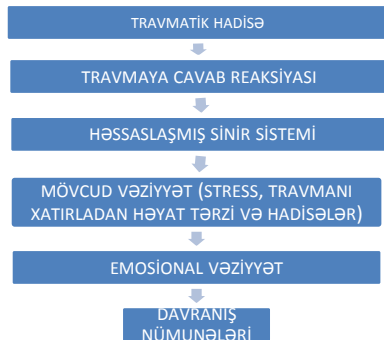 TRAVMATİK HADİSƏ
TRAVMAYA CAVAB REAKSİYASI
HƏSSASLAŞMIŞ SİNİR SİSTEMİ
MÖVCUD VƏZİYYƏT (STRESS, TRAVMANI
XATIRLADAN HƏYAT TƏRZİ VƏ HADİSƏLƏR)
EMOSİONAL VƏZİYYƏT
DAVRANIŞ
NÜMUNƏLƏRİ